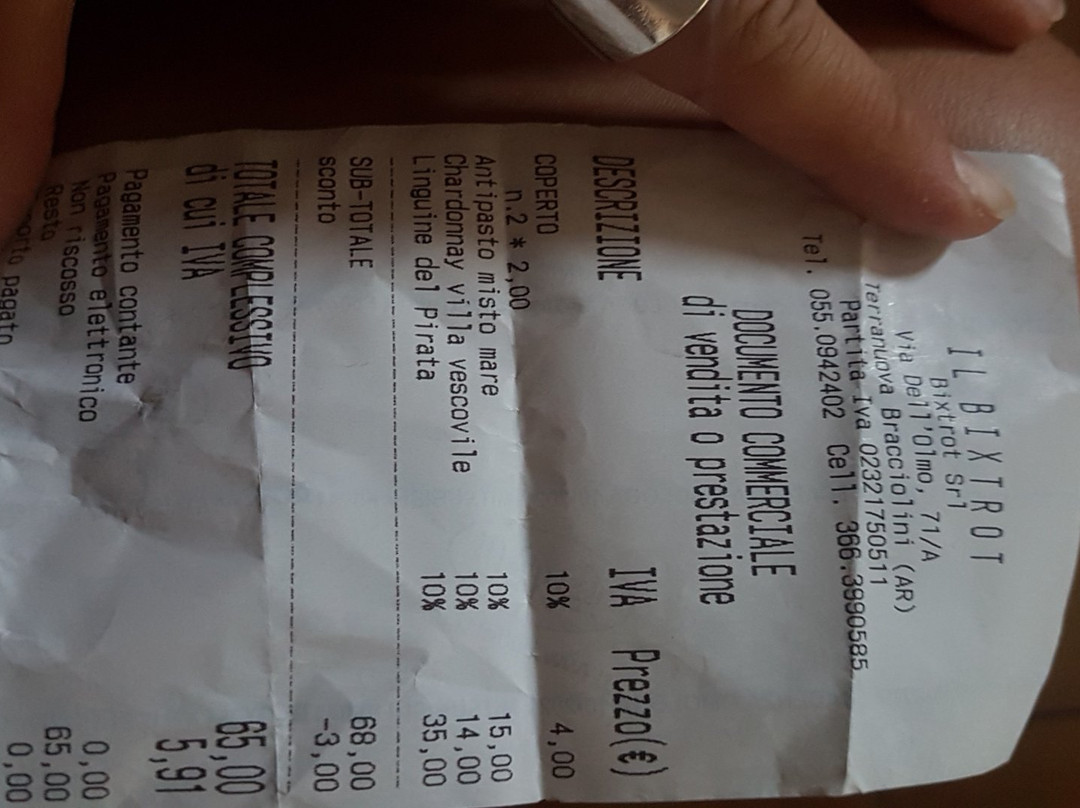 IL BIXTROT
Bixtrot Srl
Via Dell'Olmo, 71/A
Terranuova Bracciolini (AR)
Partita Iva 02321750511
Tel. 055.0942402 Cell. 366.3990585
DOCUMENTO COMMERCIALE
di vendita o prestazione
DESCRIZIONE IVA Prezzo(€)
COPERTO 10% 4,00
n.2 * 2,00
Antipasto misto mare 10% 15,00
Chardonnay villa vescovile 10% 14,00
Linguine del Pirata 10% 35,00
SUB-TOTALE 68,00
sconto -3,00
TOTALE COMPLESSIVO 65,00
di cui IVA 5,91
Pagamento contante 0,00
Pagamento elettronico 65,00
Non riscosso 0,00
Resto
pagato